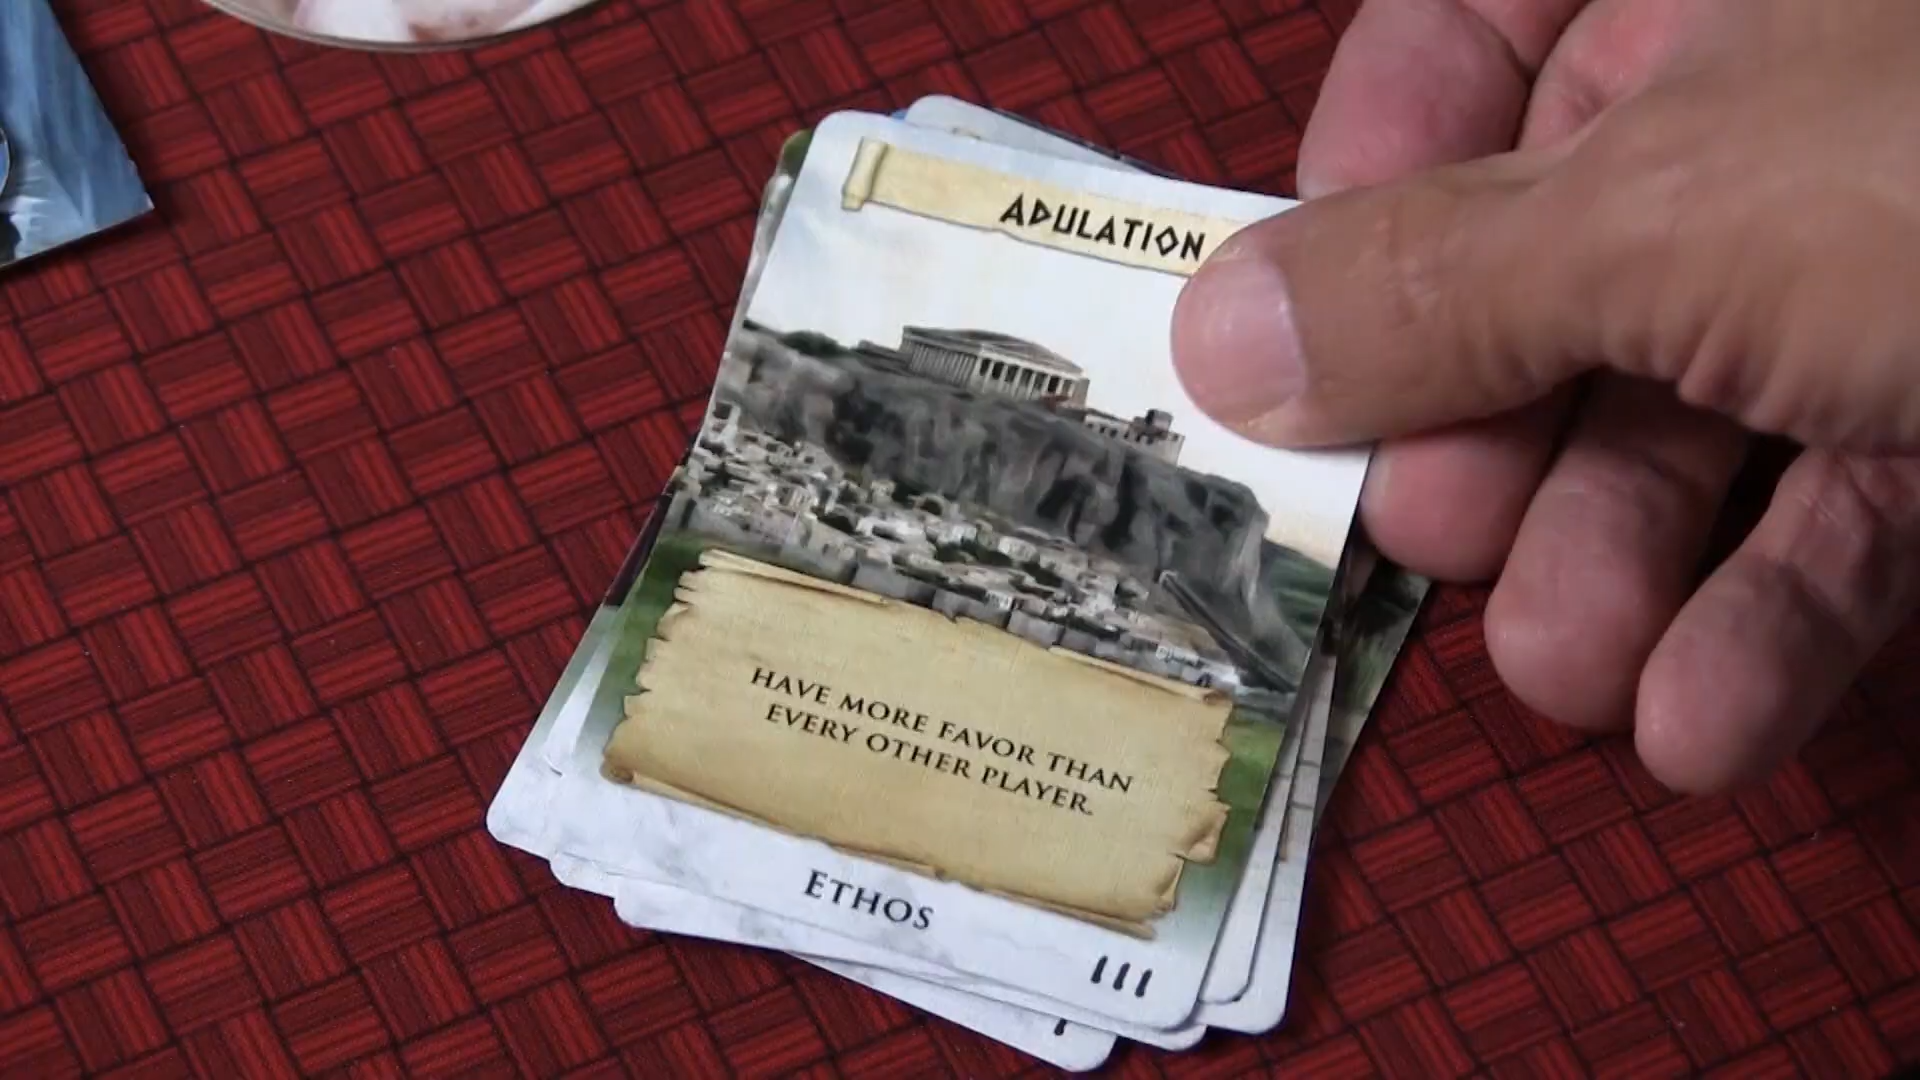 ADULATION
HAVE MORE FAVOR THAN
EVERY OTHER PLAYER.
ETHOS
III